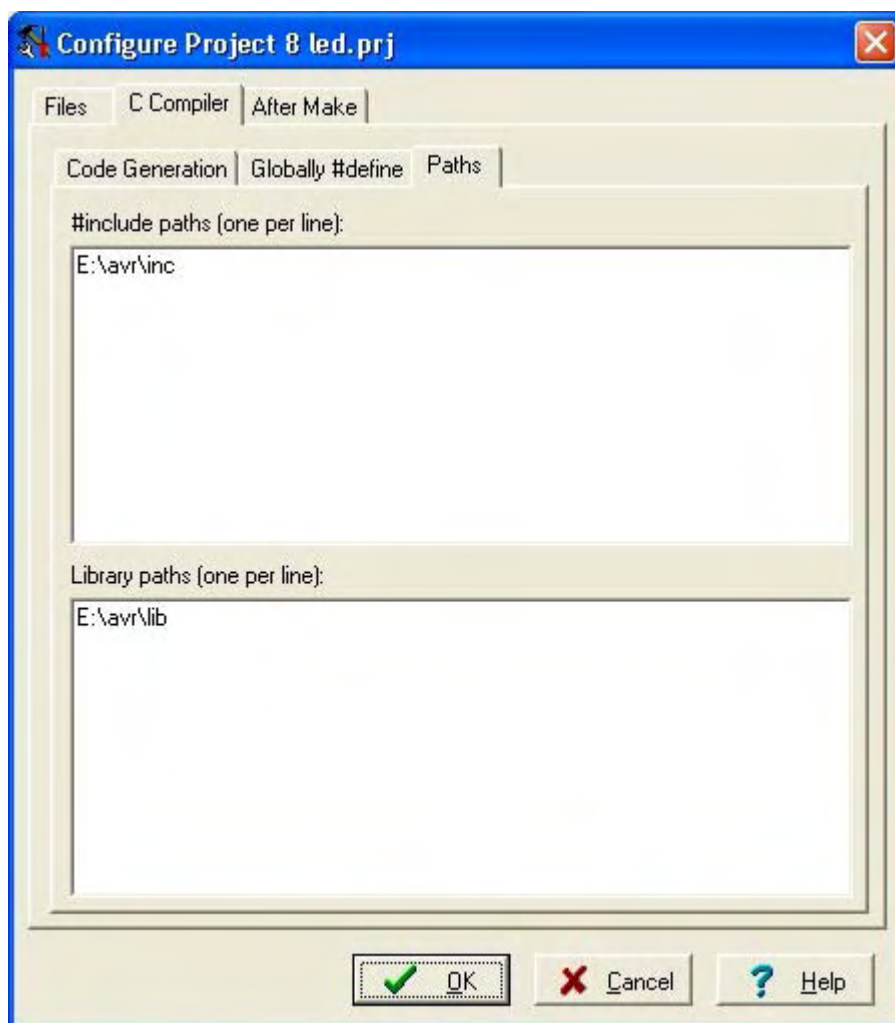 Configure Project 8 led.prj
Files C Compiler After Make
Code Generation Globally #define Paths
#include paths (one per line):
E:\avr\inc
Library paths (one per line):
E:\avr\lib
OK Cancel Help